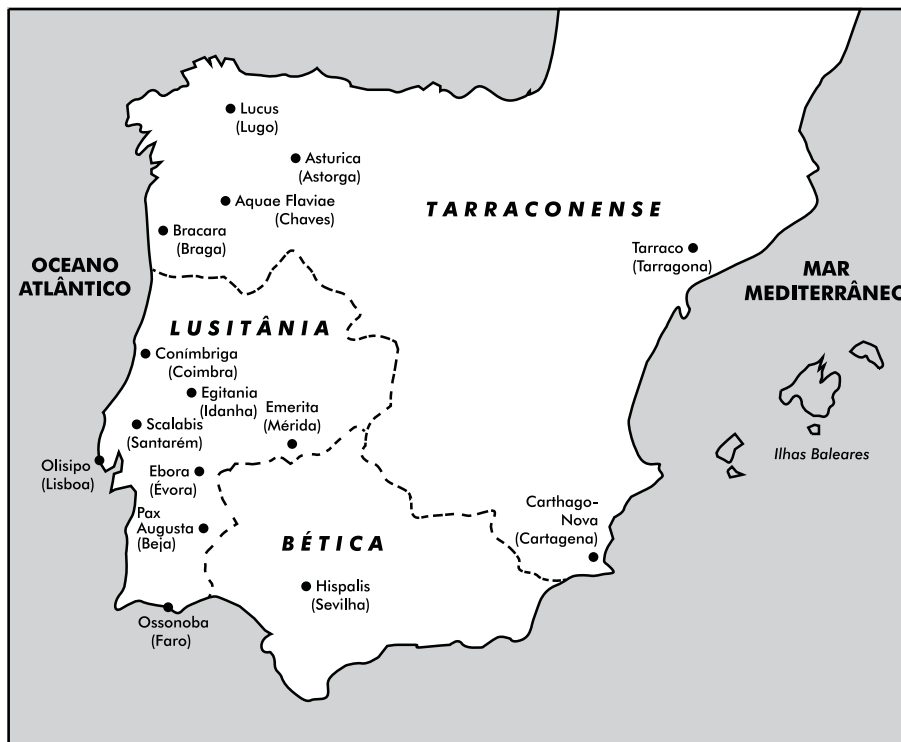 Lucus
(Lugo)
Asturica
(Astorga)
Aquae Flaviae
(Chaves)
TARRACONENSE
Bracara
(Braga)
Tarraco
(Tarragona)
OCEANO
ATLÂNTICO
MAR
MEDITERRÂNEO
LUSITÂNIA
Conímbriga
(Coimbra)
Egitania
(Idanha)
Emerita
(Mérida)
Scalabis
(Santarém)
Olisipo
(Lisboa)
Ebora
(Évora)
Ilhas Baleares
Pax
Augusta
(Beja)
Carthago-
Nova
(Cartagena)
BÉTICA
Hispalis
(Sevilha)
Ossonoba
(Faro)